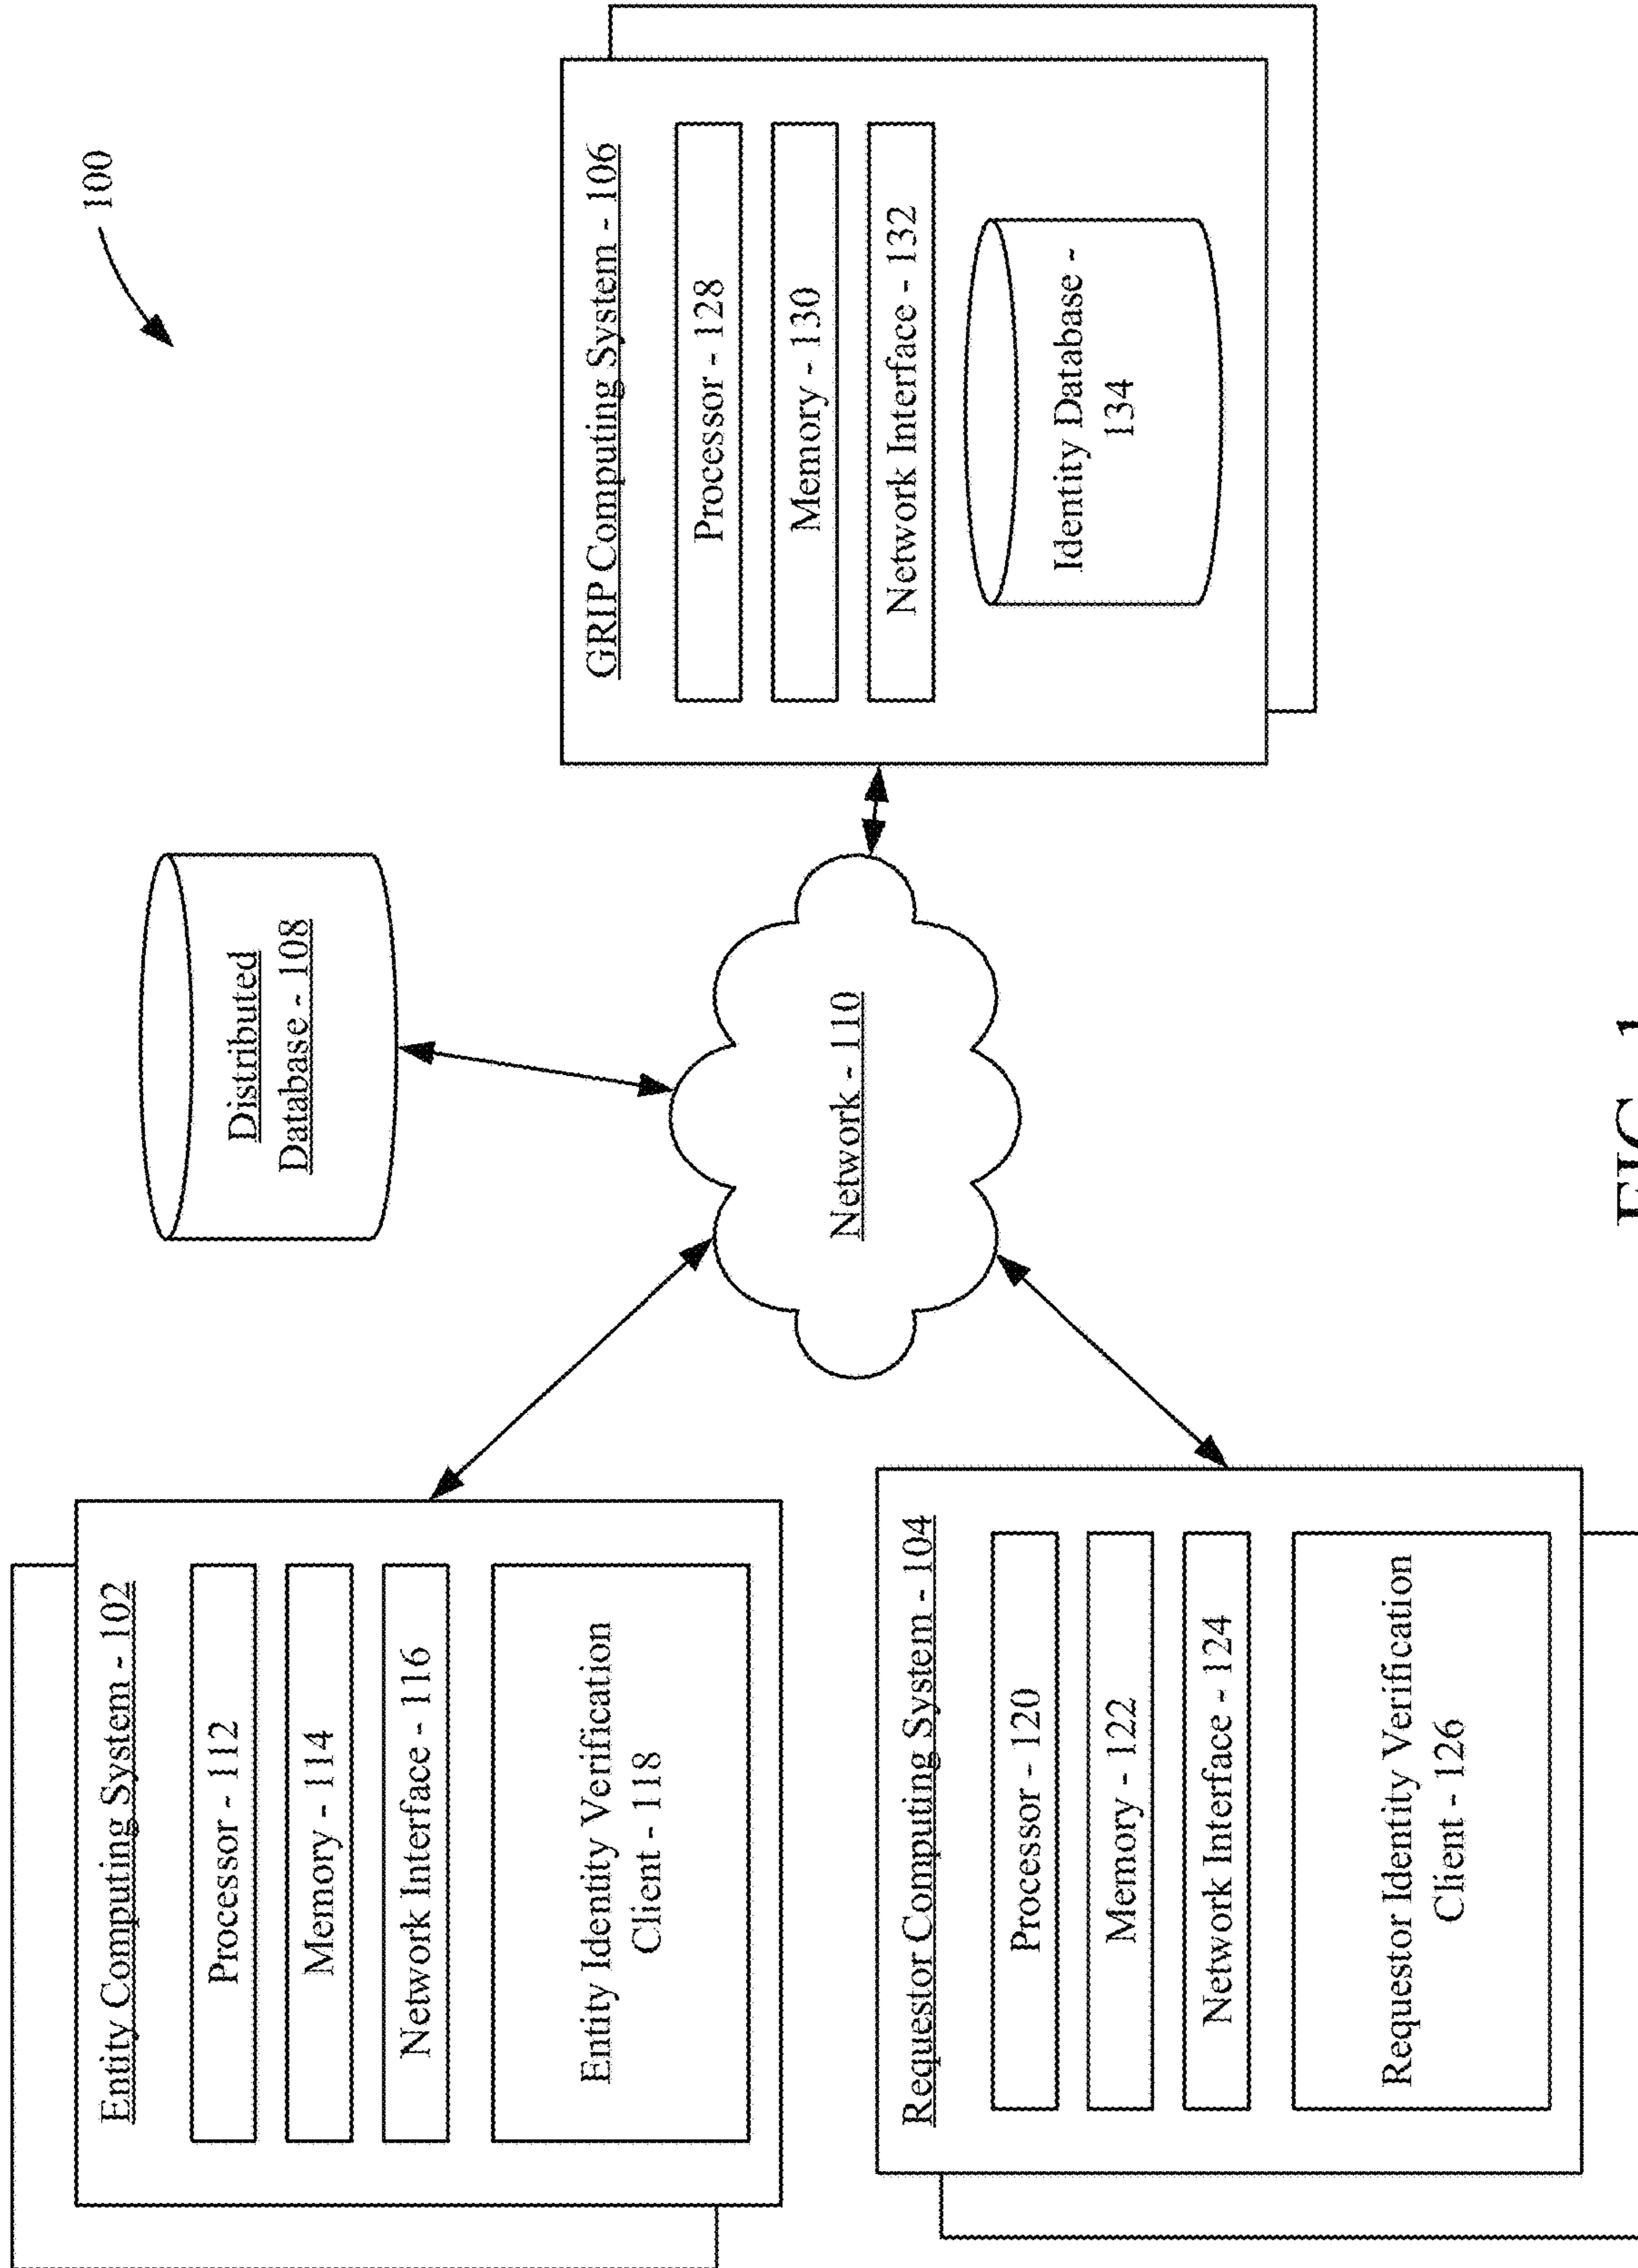 100
Entity Computing System - 102
Processor - 112
Memory - 114
Network Interface - 116
Entity Identity Verification
Client - 118
Distributed
Database - 108
Network - 110
GRIP Computing System - 106
Processor - 128
Memory - 130
Network Interface - 132
Identity Database -
134
Requestor Computing System - 104
Processor - 120
Memory - 122
Network Interface - 124
Requestor Identity Verification
Client - 126
FIG. 1